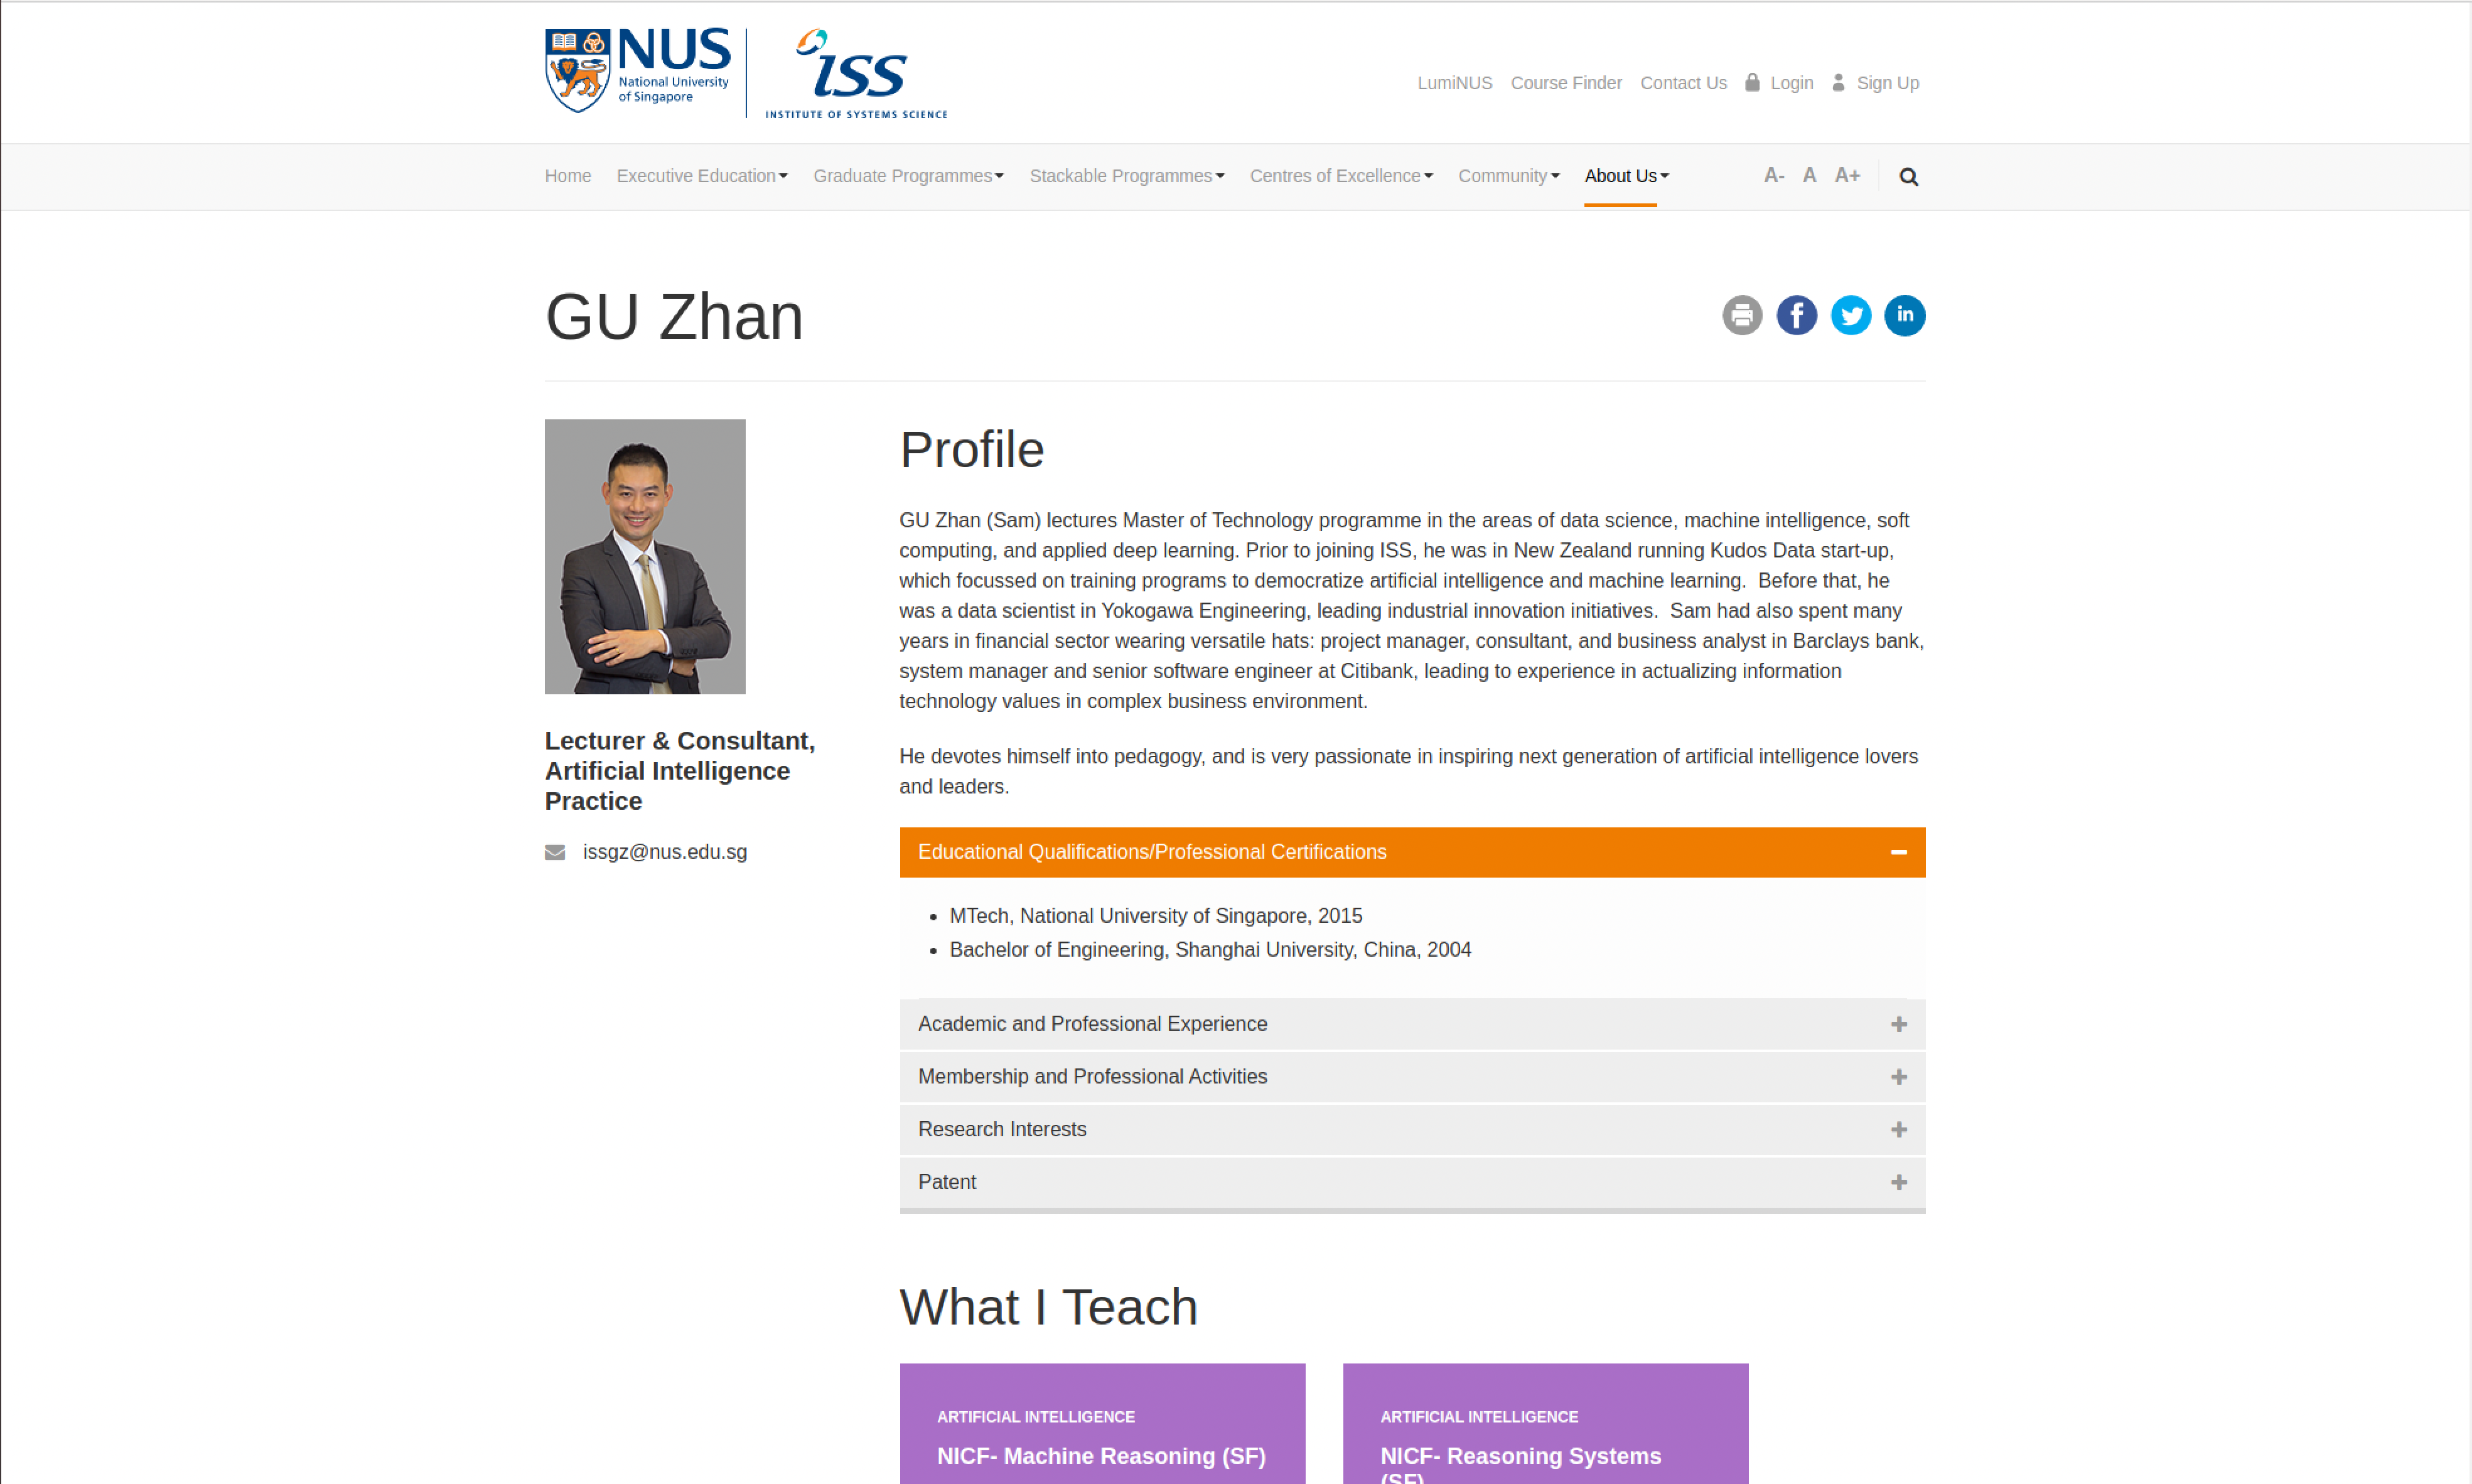 NUS
National University
of Singapore
iss
INSTITUTE OF SYSTEMS SCIENCE
LumiNUS Course Finder Contact Us Login Sign Up
Home Executive Education Graduate Programmes Stackable Programmes Centres of Excellence Community About Us A- A A+
GU Zhan
in
Profile
GU Zhan (Sam) lectures Master of Technology programme in the areas of data science, machine intelligence, soft
computing, and applied deep learning. Prior to joining ISS, he was in New Zealand running Kudos Data start-up,
which focussed on training programs to democratize artificial intelligence and machine learning.  Before that, he
was a data scientist in Yokogawa Engineering, leading industrial innovation initiatives.  Sam had also spent many
years in financial sector wearing versatile hats: project manager, consultant, and business analyst in Barclays bank,
system manager and senior software engineer at Citibank, leading to experience in actualizing information
technology values in complex business environment.
He devotes himself into pedagogy, and is very passionate in inspiring next generation of artificial intelligence lovers
and leaders.
Lecturer & Consultant,
Artificial Intelligence
Practice
issgz@nus.edu.sg
Educational Qualifications/Professional Certifications
• MTech, National University of Singapore, 2015
• Bachelor of Engineering, Shanghai University, China, 2004
Academic and Professional Experience
Membership and Professional Activities
Research Interests
Patent
What I Teach
ARTIFICIAL INTELLIGENCE
NICF- Machine Reasoning (SF)
ARTIFICIAL INTELLIGENCE
NICF- Reasoning Systems
(SF)